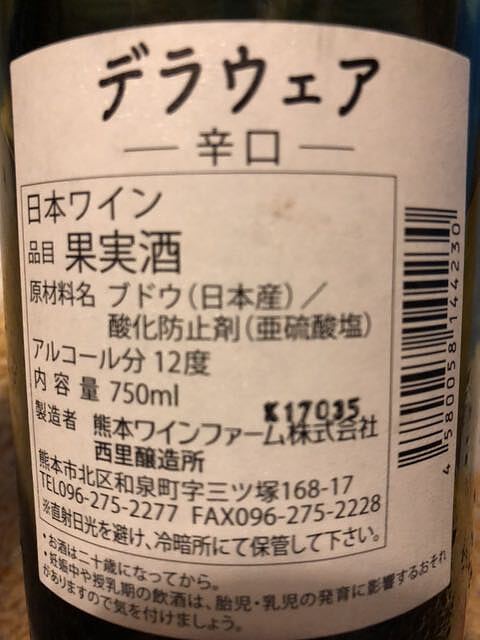 デラウェア
― 辛口 ―
日本ワイン
品目 果実酒
原材料名 ブドウ(日本産)/
酸化防止剤(亜硫酸塩)
アルコール分 12度
内容量 750ml
K17035
製造者 熊本ワインファーム株式会社
西里醸造所
熊本市北区和泉町字三ツ塚168-17
TEL096-275-2277 FAX096-275-2228
※直射日光を避け、冷暗所にて保管して下さい。
・お酒は二十歳になってから。
・妊娠中や授乳期の飲酒は、胎児・乳児の発育に影響するおそれ
がありますので気を付けましょう。
4580058144230